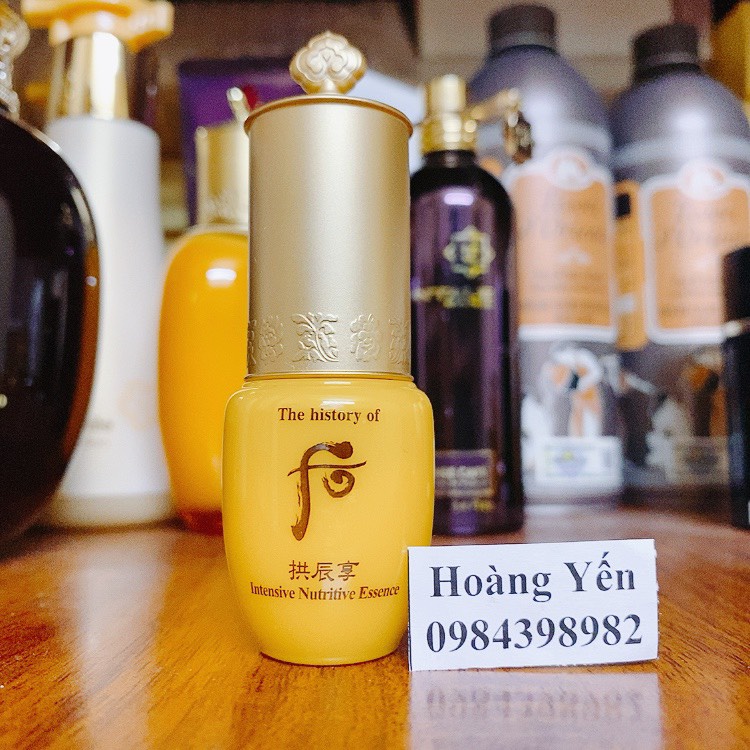 The history of
后
拱辰享
Intensive Nutritive Essence
Hoàng Yến
0984398982